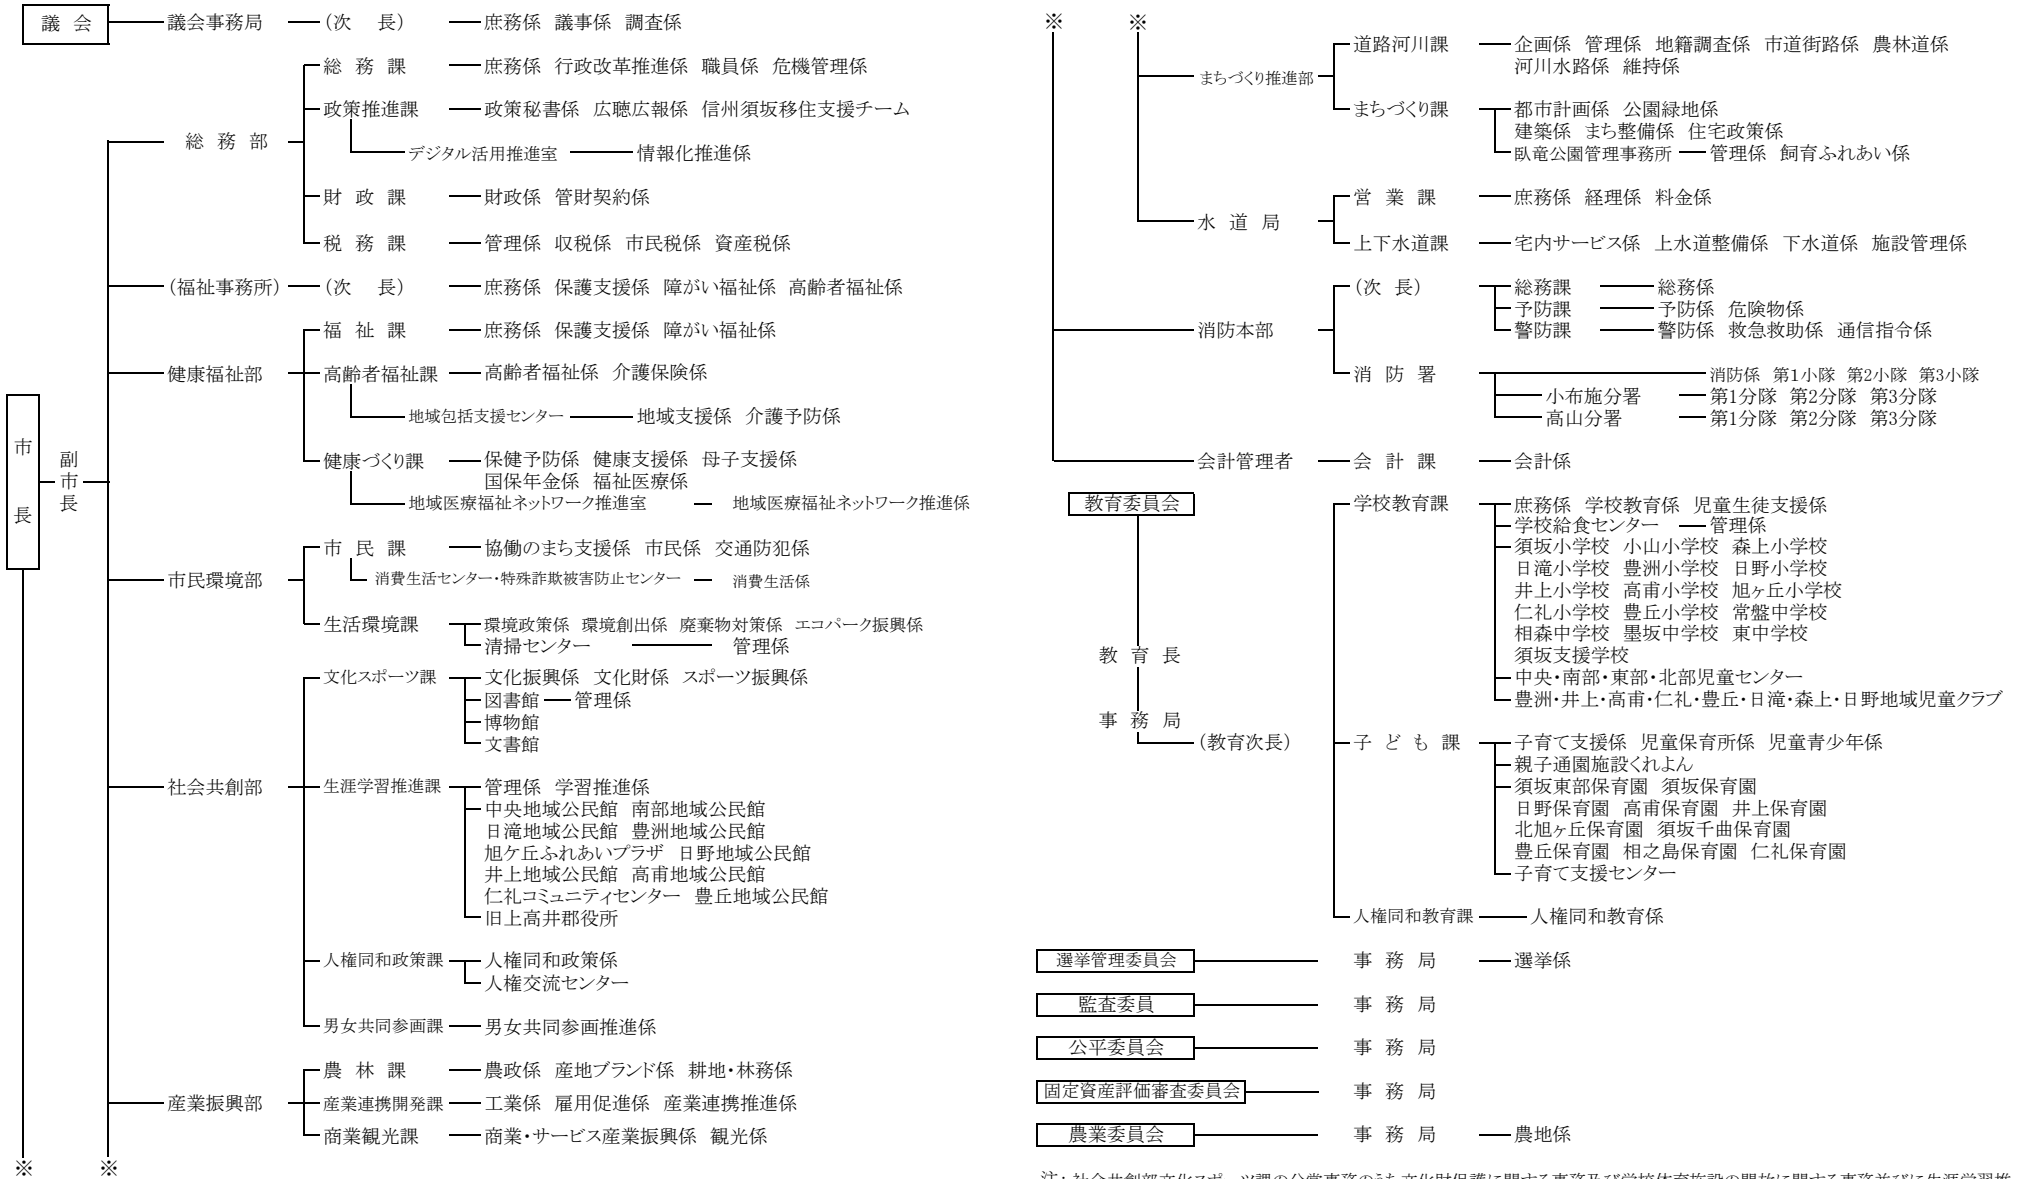 議 会 議会事務局 (次 長) 庶務係 議事係 調査係
総 務 課 庶務係 行政改革推進係 職員係 危機管理係
政策推進課 政策秘書係 広聴広報係 信州須坂移住支援チーム
総 務 部
デジタル活用推進室 情報化推進係
財 政 課 財政係 管財契約係
税 務 課 管理係 収税係 市民税係 資産税係
(福祉事務所) (次 長) 庶務係 保護支援係 障がい福祉係 高齢者福祉係
福 祉 課 庶務係 保護支援係 障がい福祉係
健康福祉部 高齢者福祉課 高齢者福祉係 介護保険係
地域包括支援センター 地域支援係 介護予防係
市長
副市長
健康づくり課 保健予防係 健康支援係 母子支援係
国保年金係 福祉医療係
地域医療福祉ネットワーク推進室 地域医療福祉ネットワーク推進係
市 民 課 協働のまち支援係 市民係 交通防犯係
市民環境部 消費生活センター・特殊詐欺被害防止センター 消費生活係
生活環境課 環境政策係 環境創出係 廃棄物対策係 エコパーク振興係
清掃センター 管理係
文化スポーツ課 文化振興係 文化財係 スポーツ振興係
図書館 管理係
博物館
文書館
社会共創部 生涯学習推進課 管理係 学習推進係
中央地域公民館 南部地域公民館
日滝地域公民館 豊洲地域公民館
旭ケ丘ふれあいプラザ 日野地域公民館
井上地域公民館 高甫地域公民館
仁礼コミュニティセンター 豊丘地域公民館
旧上高井郡役所
人権同和政策課 人権同和政策係
人権交流センター
男女共同参画課 男女共同参画推進係
農 林 課 農政係 産地ブランド係 耕地・林務係
産業振興部 産業連携開発課 工業係 雇用促進係 産業連携推進係
商業観光課 商業・サービス産業振興係 観光係
※ ※
※ ※
道路河川課 企画係 管理係 地籍調査係 市道街路係 農林道係
河川水路係 維持係
まちづくり推進部
まちづくり課 都市計画係 公園緑地係
建築係 まち整備係 住宅政策係
臥竜公園管理事務所 管理係 飼育ふれあい係
営 業 課 庶務係 経理係 料金係
水 道 局
上下水道課 宅内サービス係 上水道整備係 下水道係 施設管理係
(次 長) 総務課 総務係
予防課 予防係 危険物係
消防本部 警防課 警防係 救急救助係 通信指令係
消 防 署 消防係 第1小隊 第2小隊 第3小隊
小布施分署 第1分隊 第2分隊 第3分隊
高山分署 第1分隊 第2分隊 第3分隊
会計管理者 会 計 課 会計係
教育委員会 学校教育課 庶務係 学校教育係 児童生徒支援係
学校給食センター 管理係
須坂小学校 小山小学校 森上小学校
日滝小学校 豊洲小学校 日野小学校
井上小学校 高甫小学校 旭ヶ丘小学校
仁礼小学校 豊丘小学校 常盤中学校
相森中学校 墨坂中学校 東中学校
教 育 長 須坂支援学校
中央・南部・東部・北部児童センター
豊洲・井上・高甫・仁礼・豊丘・日滝・森上・日野地域児童クラブ
事 務 局
(教育次長) 子 ど も 課 子育て支援係 児童保育所係 児童青少年係
親子通園施設くれよん
須坂東部保育園 須坂保育園
日野保育園 高甫保育園 井上保育園
北旭ヶ丘保育園 須坂千曲保育園
豊丘保育園 相之島保育園 仁礼保育園
子育て支援センター
人権同和教育課 人権同和教育係
選挙管理委員会 事 務 局 選挙係
監査委員 事 務 局
公平委員会 事 務 局
固定資産評価審査委員会 事 務 局
農業委員会 事 務 局 農地係
注：社会共創部文化スポーツ課の分掌事務のうち文化財保護に関する事務及び学校体育施設の開放に関する事務並びに生涯学習推